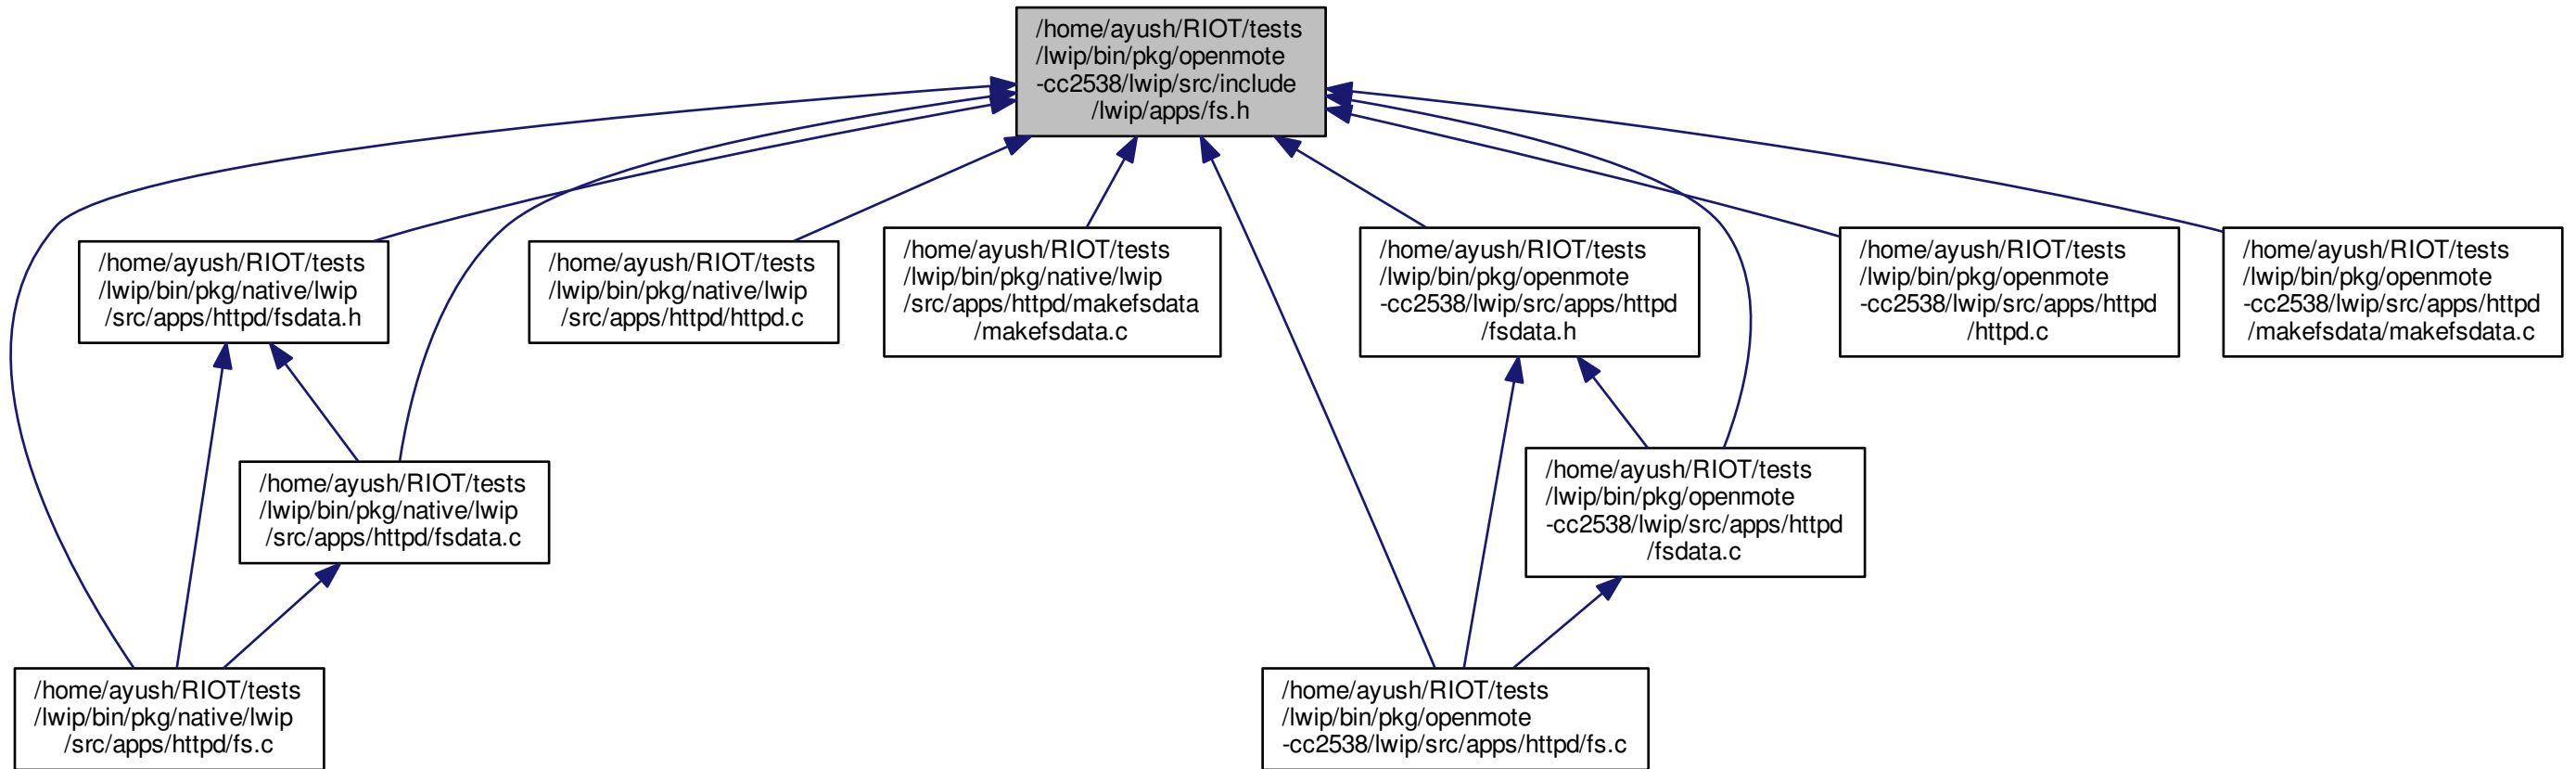 /home/ayush/RIOT/tests
/lwip/bin/pkg/openmote
-cc2538/lwip/src/include
/lwip/apps/fs.h
/home/ayush/RIOT/tests
/lwip/bin/pkg/native/lwip
/src/apps/httpd/fsdata.h
/home/ayush/RIOT/tests
/lwip/bin/pkg/native/lwip
/src/apps/httpd/httpd.c
/home/ayush/RIOT/tests
/lwip/bin/pkg/native/lwip
/src/apps/httpd/makefsdata
/makefsdata.c
/home/ayush/RIOT/tests
/lwip/bin/pkg/openmote
-cc2538/lwip/src/apps/httpd
/fsdata.h
/home/ayush/RIOT/tests
/lwip/bin/pkg/openmote
-cc2538/lwip/src/apps/httpd
/httpd.c
/home/ayush/RIOT/tests
/lwip/bin/pkg/openmote
-cc2538/lwip/src/apps/httpd
/makefsdata/makefsdata.c
/home/ayush/RIOT/tests
/lwip/bin/pkg/native/lwip
/src/apps/httpd/fsdata.c
/home/ayush/RIOT/tests
/lwip/bin/pkg/openmote
-cc2538/lwip/src/apps/httpd
/fsdata.c
/home/ayush/RIOT/tests
/lwip/bin/pkg/native/lwip
/src/apps/httpd/fs.c
/home/ayush/RIOT/tests
/lwip/bin/pkg/openmote
-cc2538/lwip/src/apps/httpd/fs.c